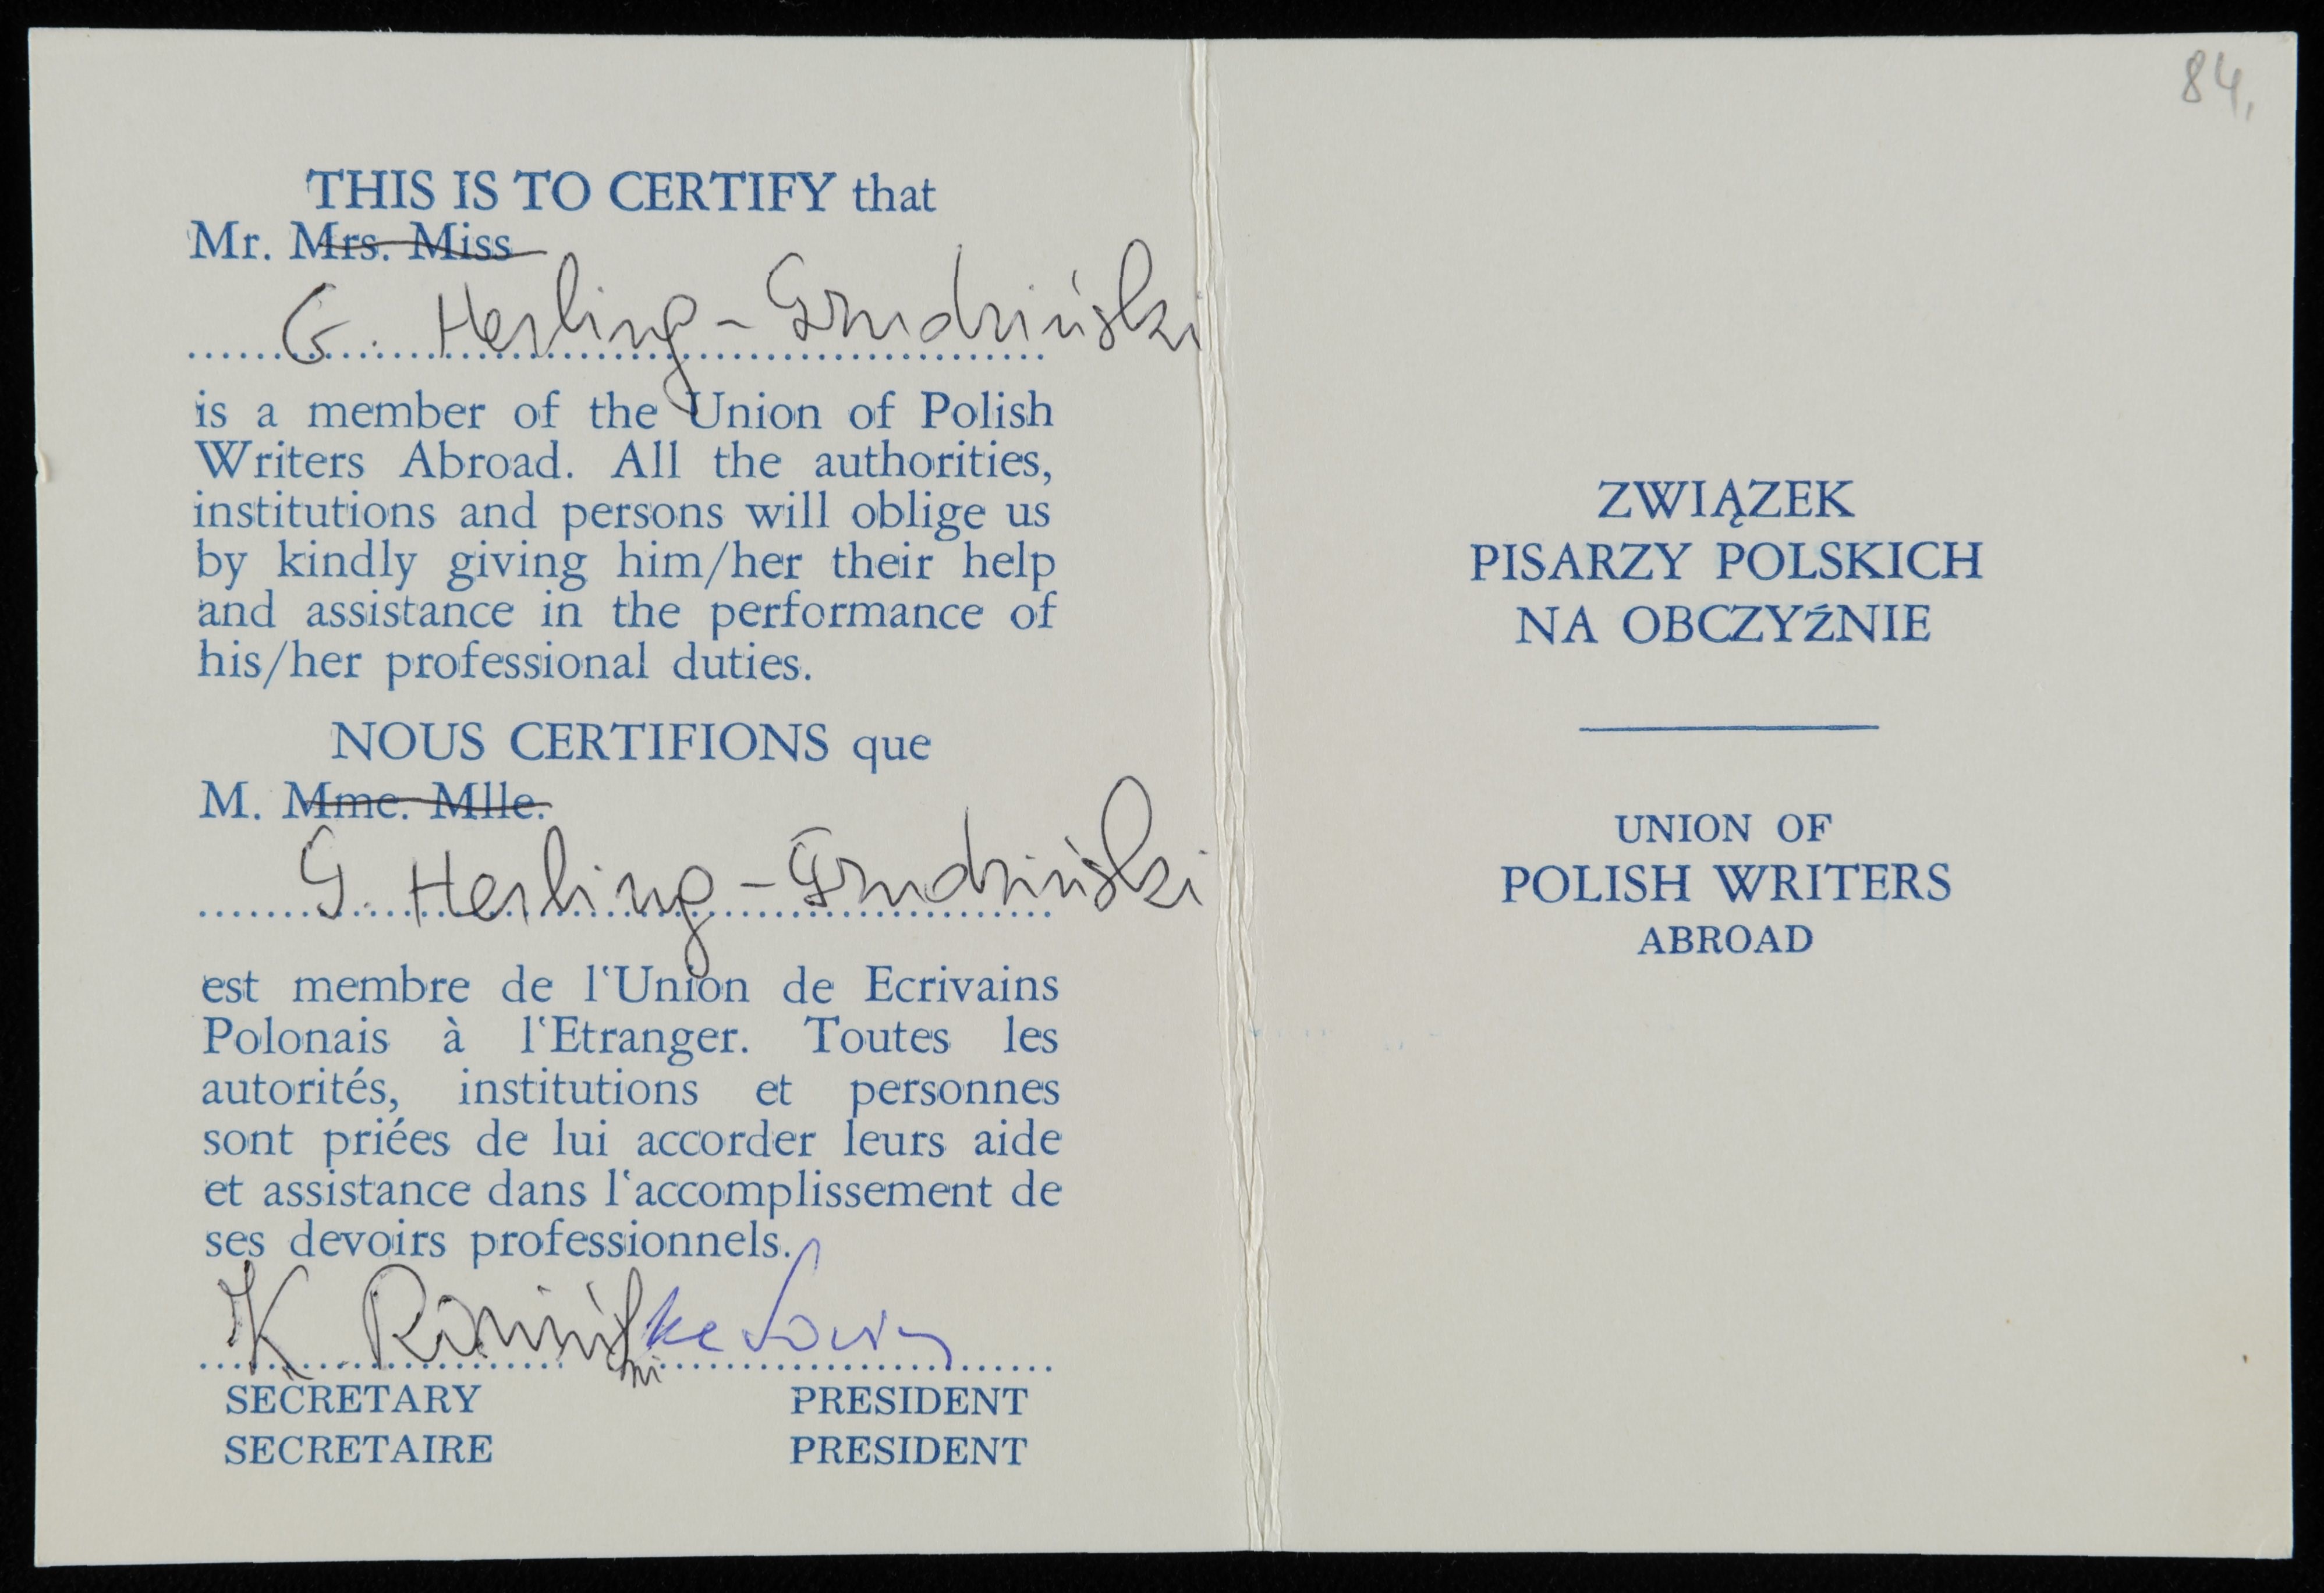 THIS IS TO CERTIFY that
Mr. Mrs. Miss
G. Herling-Grudziński
is a member of the Union of Polish
Writers Abroad. All the authorities,
institutions and persons will oblige us
by kindly giving him/her their help
and assistance in the performance of
his/her professional duties.
NOUS CERTIFIONS que
M. Mme. Mlle.
G. Herling-Grudziński
est membre de l'Union de Ecrivains
Polonais à l'Etranger. Toutes les
autorités, institutions et personnes
sont priées de lui accorder leurs aide
et assistance dans l'accomplissement de
ses devoirs professionnels.
K
SECRETARY PRESIDENT
SECRETAIRE PRESIDENT
84.
ZWIĄZEK
PISARZY POLSKICH
NA OBCZYŹNIE
UNION OF
POLISH WRITERS
ABROAD